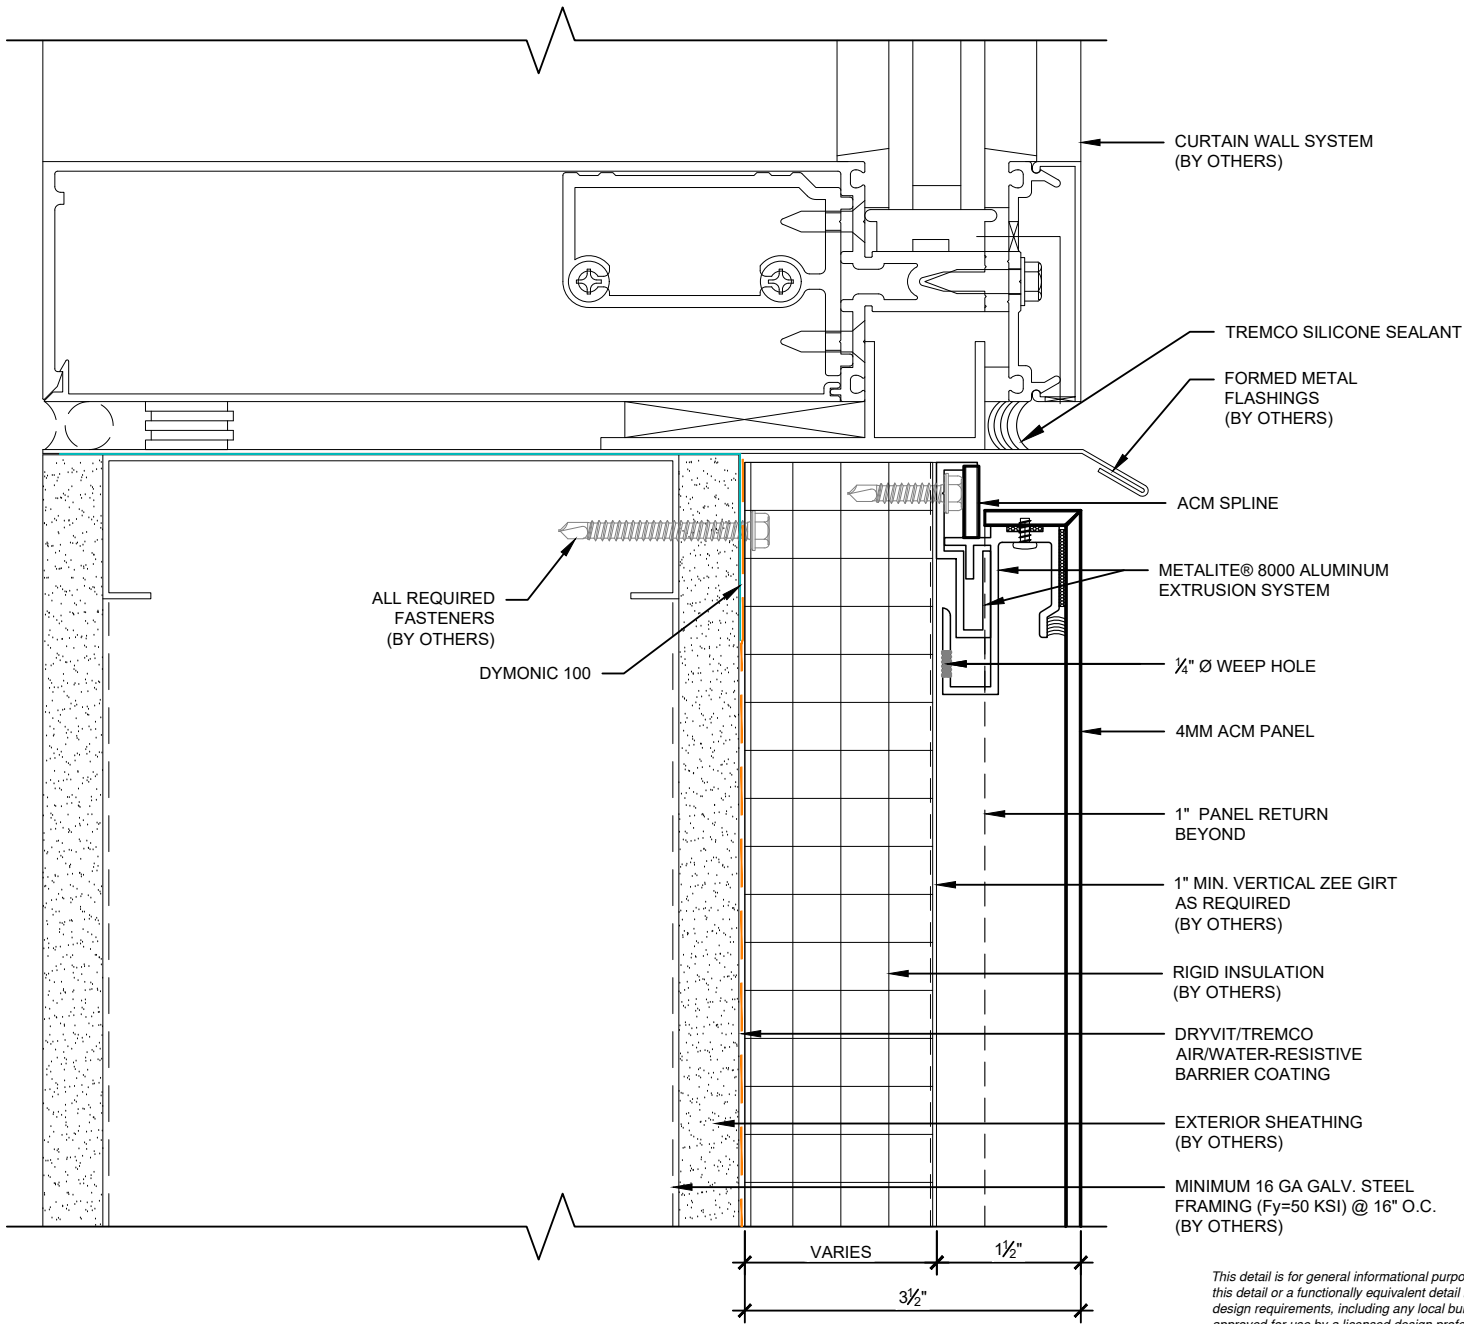 CURTAIN WALL SYSTEM
(BY OTHERS)
TREMCO SILICONE SEALANT
FORMED METAL
FLASHINGS
(BY OTHERS)
ACM SPLINE
METALITE® 8000 ALUMINUM
EXTRUSION SYSTEM
ALL REQUIRED
FASTENERS
(BY OTHERS)
DYMONIC 100
¼" Ø WEEP HOLE
4MM ACM PANEL
1" PANEL RETURN
BEYOND
1" MIN. VERTICAL ZEE GIRT
AS REQUIRED
(BY OTHERS)
RIGID INSULATION
(BY OTHERS)
DRYVIT/TREMCO
AIR/WATER-RESISTIVE
BARRIER COATING
EXTERIOR SHEATHING
(BY OTHERS)
MINIMUM 16 GA GALV. STEEL
FRAMING (Fy=50 KSI) @ 16" O.C.
(BY OTHERS)
VARIES
1½"
3½"
This detail is for general informational purpo
this detail or a functionally equivalent detail
design requirements, including any local bu